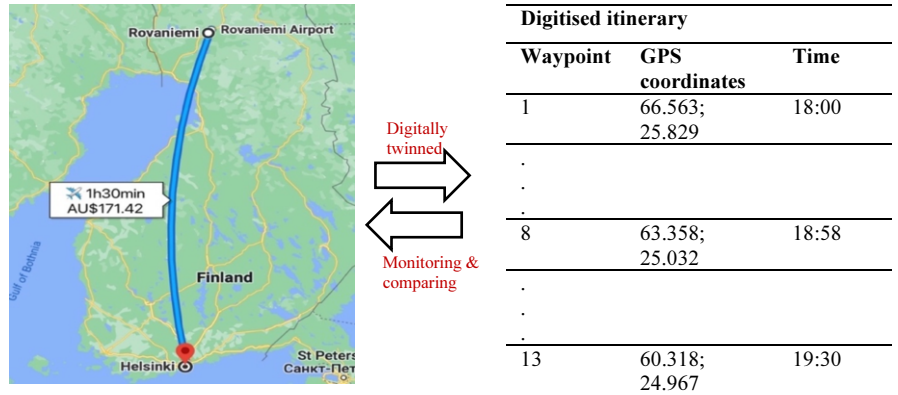 Rovaniemi
Rovaniemi Airport
1h30min
AU$171.42
Gulf of Bothnia
Finland
Helsinki
St Peters
Санкт-Пет
Digitally
twinned
Monitoring &
comparing
Digitised itinerary
Waypoint GPS Time
coordinates
1 66.563; 18:00
25.829
.
.
.
8 63.358; 18:58
25.032
.
.
.
13 60.318; 19:30
24.967